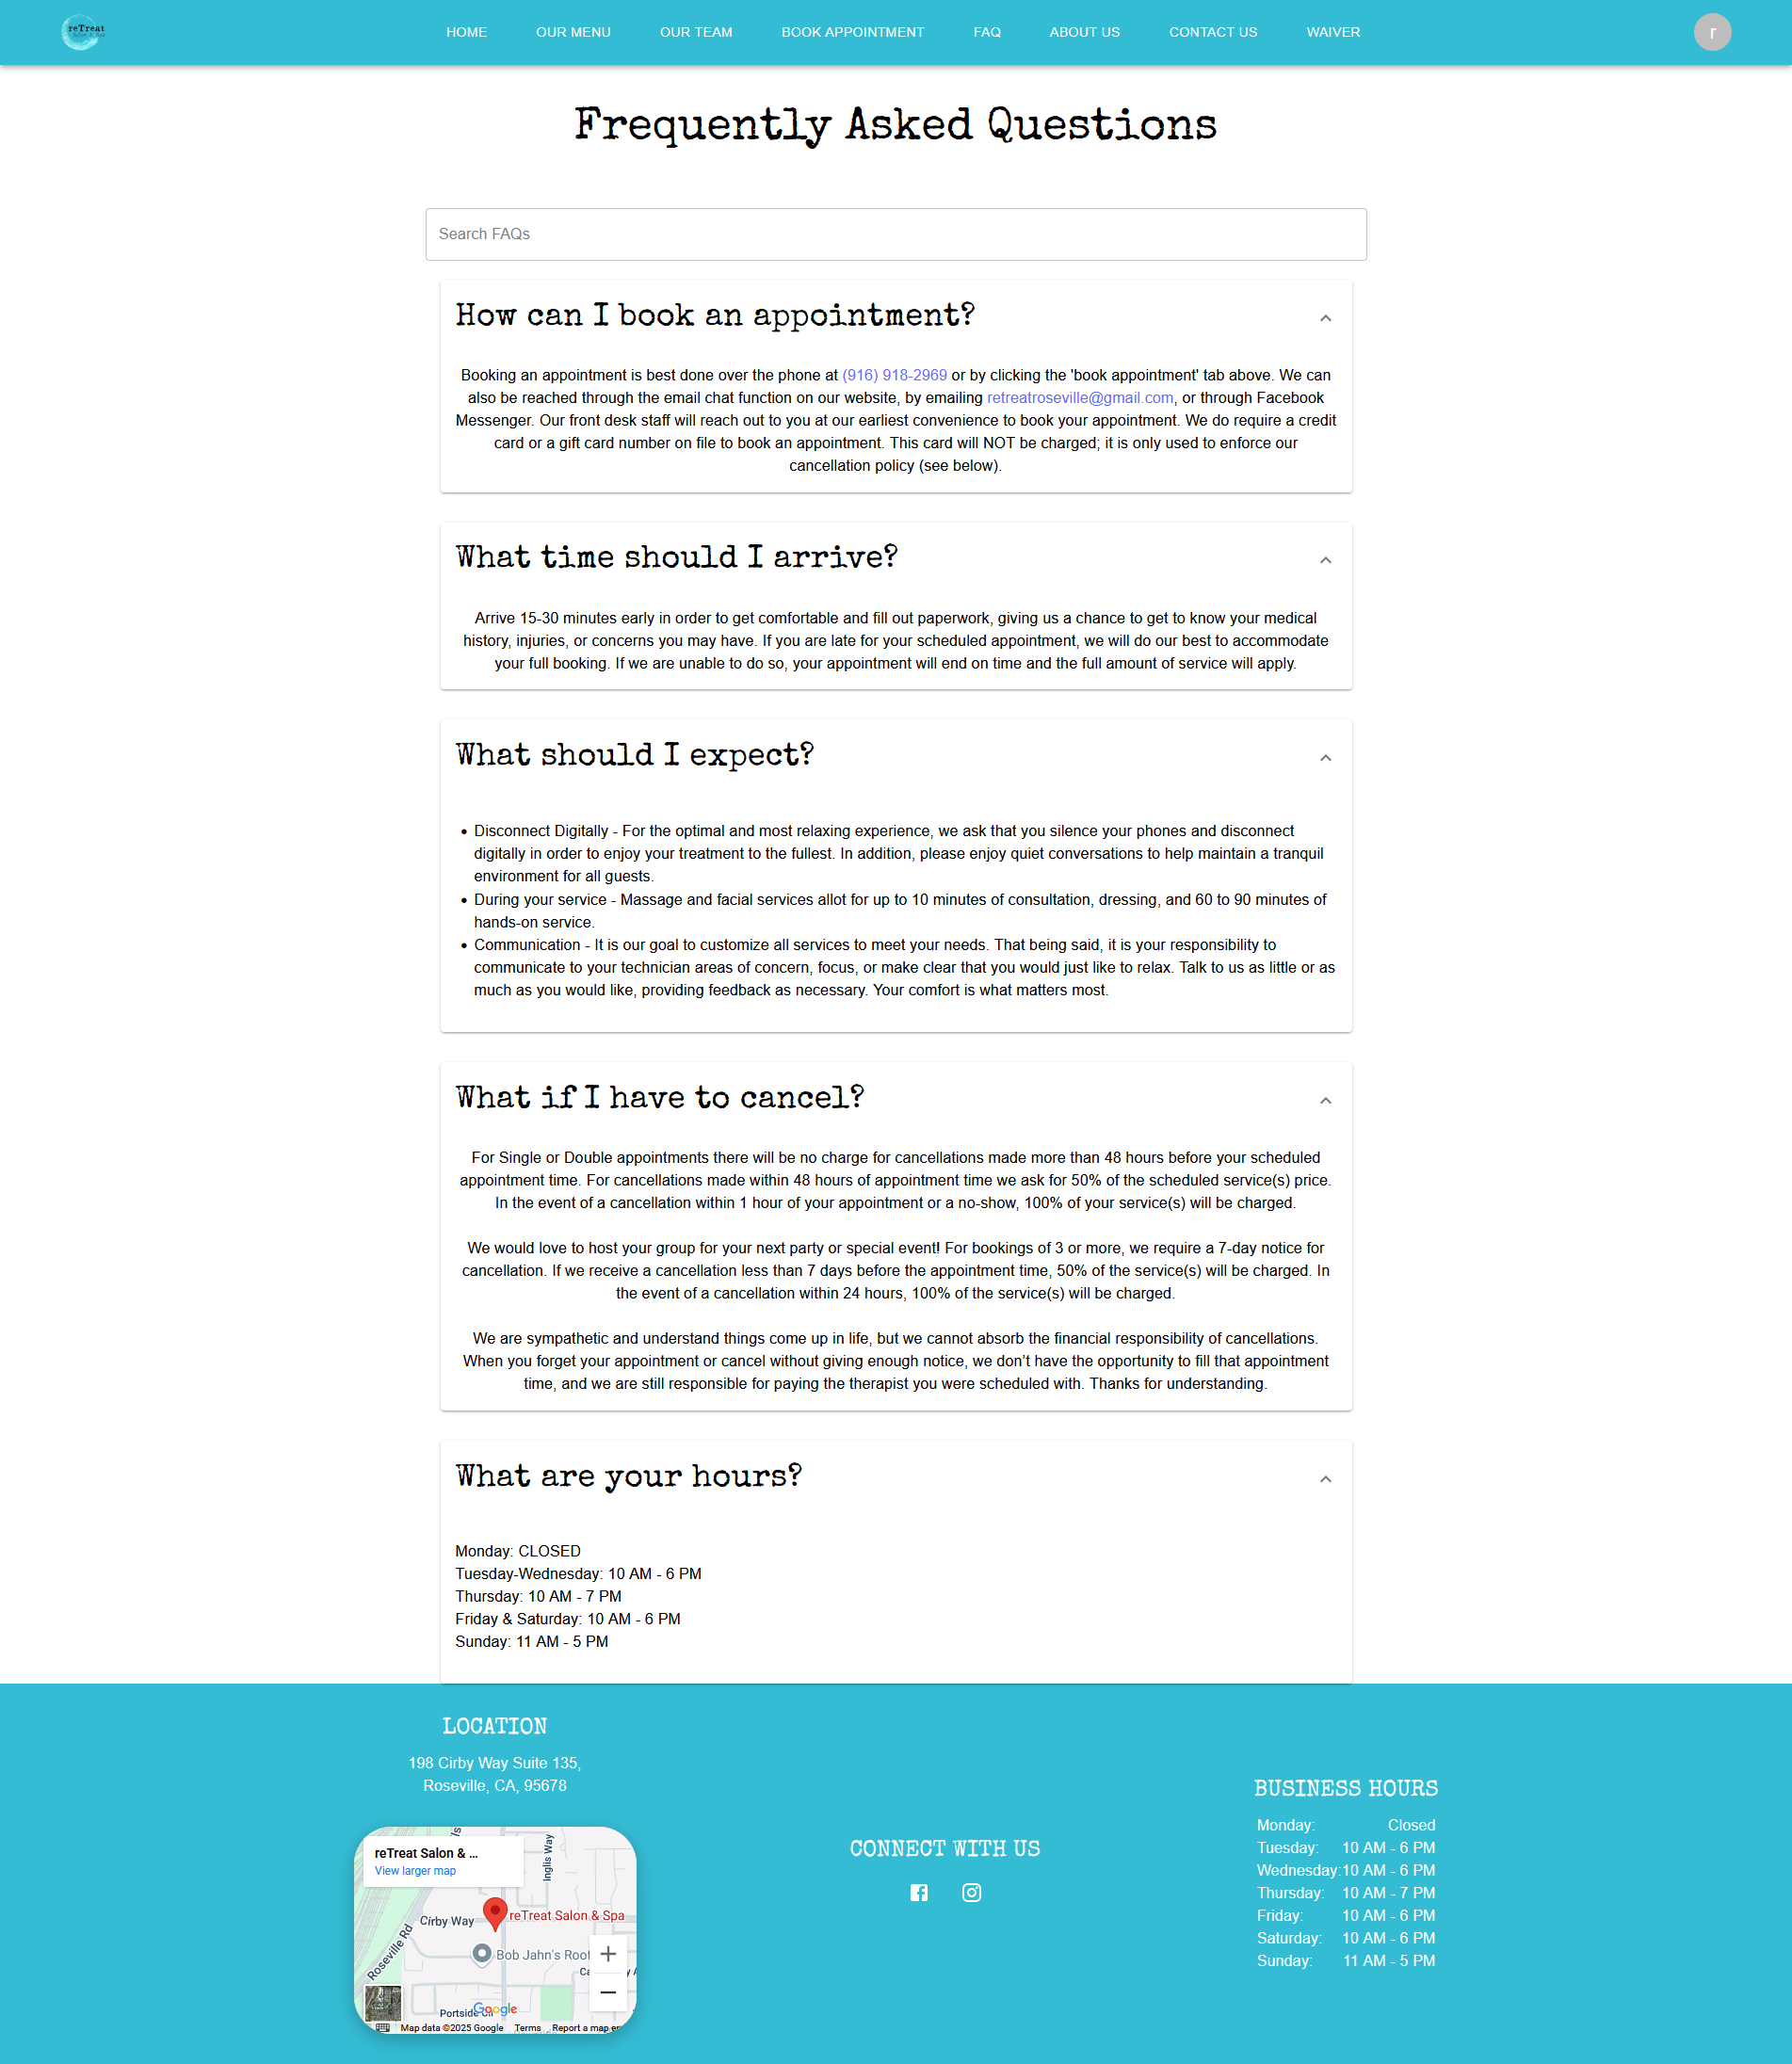 reTreat
Salon & Spa
HOME
OUR MENU
OUR TEAM
BOOK APPOINTMENT
FAQ
ABOUT US
CONTACT US
WAIVER
r
Frequently Asked Questions
Search FAQs
How can I book an appointment?
Booking an appointment is best done over the phone at (916) 918-2969 or by clicking the 'book appointment' tab above. We can
also be reached through the email chat function on our website, by emailing retreatroseville@gmail.com, or through Facebook
Messenger. Our front desk staff will reach out to you at our earliest convenience to book your appointment. We do require a credit
card or a gift card number on file to book an appointment. This card will NOT be charged; it is only used to enforce our
cancellation policy (see below).
What time should I arrive?
Arrive 15-30 minutes early in order to get comfortable and fill out paperwork, giving us a chance to get to know your medical
history, injuries, or concerns you may have. If you are late for your scheduled appointment, we will do our best to accommodate
your full booking. If we are unable to do so, your appointment will end on time and the full amount of service will apply.
What should I expect?
• Disconnect Digitally - For the optimal and most relaxing experience, we ask that you silence your phones and disconnect
digitally in order to enjoy your treatment to the fullest. In addition, please enjoy quiet conversations to help maintain a tranquil
environment for all guests.
• During your service - Massage and facial services allot for up to 10 minutes of consultation, dressing, and 60 to 90 minutes of
hands-on service.
• Communication - It is our goal to customize all services to meet your needs. That being said, it is your responsibility to
communicate to your technician areas of concern, focus, or make clear that you would just like to relax. Talk to us as little or as
much as you would like, providing feedback as necessary. Your comfort is what matters most.
What if I have to cancel?
For Single or Double appointments there will be no charge for cancellations made more than 48 hours before your scheduled
appointment time. For cancellations made within 48 hours of appointment time we ask for 50% of the scheduled service(s) price.
In the event of a cancellation within 1 hour of your appointment or a no-show, 100% of your service(s) will be charged.
We would love to host your group for your next party or special event! For bookings of 3 or more, we require a 7-day notice for
cancellation. If we receive a cancellation less than 7 days before the appointment time, 50% of the service(s) will be charged. In
the event of a cancellation within 24 hours, 100% of the service(s) will be charged.
We are sympathetic and understand things come up in life, but we cannot absorb the financial responsibility of cancellations.
When you forget your appointment or cancel without giving enough notice, we don’t have the opportunity to fill that appointment
time, and we are still responsible for paying the therapist you were scheduled with. Thanks for understanding.
What are your hours?
Monday: CLOSED
Tuesday-Wednesday: 10 AM - 6 PM
Thursday: 10 AM - 7 PM
Friday & Saturday: 10 AM - 6 PM
Sunday: 11 AM - 5 PM
LOCATION
198 Cirby Way Suite 135,
Roseville, CA, 95678
reTreat Salon & ...
View larger map
Inglis Way
Cirby Way
reTreat Salon & Spa
Roseville Rd
Bob Jahn's Roof
Portside
Google
Map data ©2025 Google
Terms
Report a map er
CONNECT WITH US
BUSINESS HOURS
Monday: Closed
Tuesday: 10 AM - 6 PM
Wednesday: 10 AM - 6 PM
Thursday: 10 AM - 7 PM
Friday: 10 AM - 6 PM
Saturday: 10 AM - 6 PM
Sunday: 11 AM - 5 PM